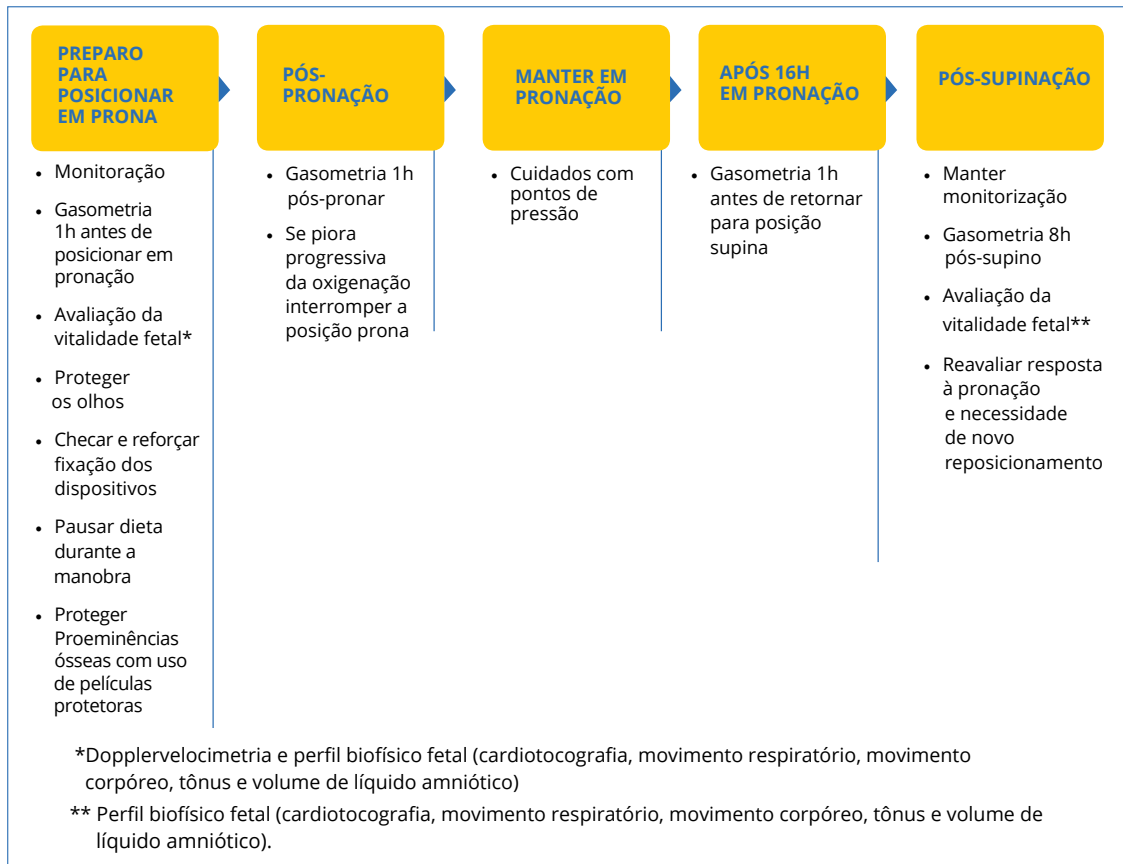 PREPARO
PARA
POSICIONAR
EM PRONA
• Monitoração
• Gasometria
1h antes de
posicionar em
pronação
• Avaliação da
vitalidade fetal*
• Proteger
os olhos
• Checar e reforçar
fixação dos
dispositivos
• Pausar dieta
durante a
manobra
• Proteger
Proeminências
ósseas com uso
de películas
protetoras
PÓS-
PRONAÇÃO
• Gasometria 1h
pós-pronar
• Se piora
progressiva
da oxigenação
interromper a
posição prona
MANTER EM
PRONAÇÃO
• Cuidados com
pontos de
pressão
APÓS 16H
EM PRONAÇÃO
• Gasometria 1h
antes de retornar
para posição
supina
PÓS-SUPINAÇÃO
• Manter
monitorização
• Gasometria 8h
pós-supino
• Avaliação da
vitalidade fetal**
• Reavaliar resposta
à pronação
e necessidade
de novo
reposicionamento
*Dopplervelocimetria e perfil biofísico fetal (cardiotocografia, movimento respiratório, movimento
corpóreo, tônus e volume de líquido amniótico)
** Perfil biofísico fetal (cardiotocografia, movimento respiratório, movimento corpóreo, tônus e volume de
líquido amniótico).